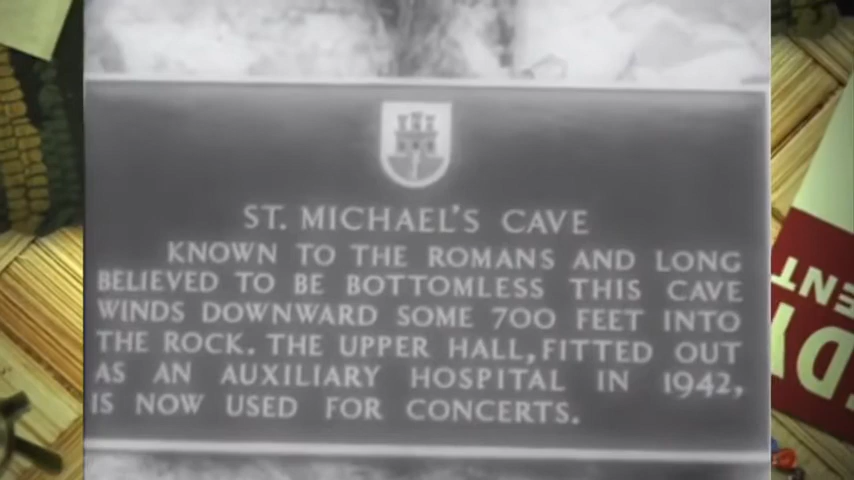 ST. MICHAEL'S CAVE
KNOWN TO THE ROMANS AND LONG
BELIEVED TO BE BOTTOMLESS THIS CAVE
WINDS DOWNWARD SOME 700 FEET INTO
THE ROCK. THE UPPER HALL, FITTED OUT
AS AN AUXILIARY HOSPITAL IN 1942,
IS NOW USED FOR CONCERTS.